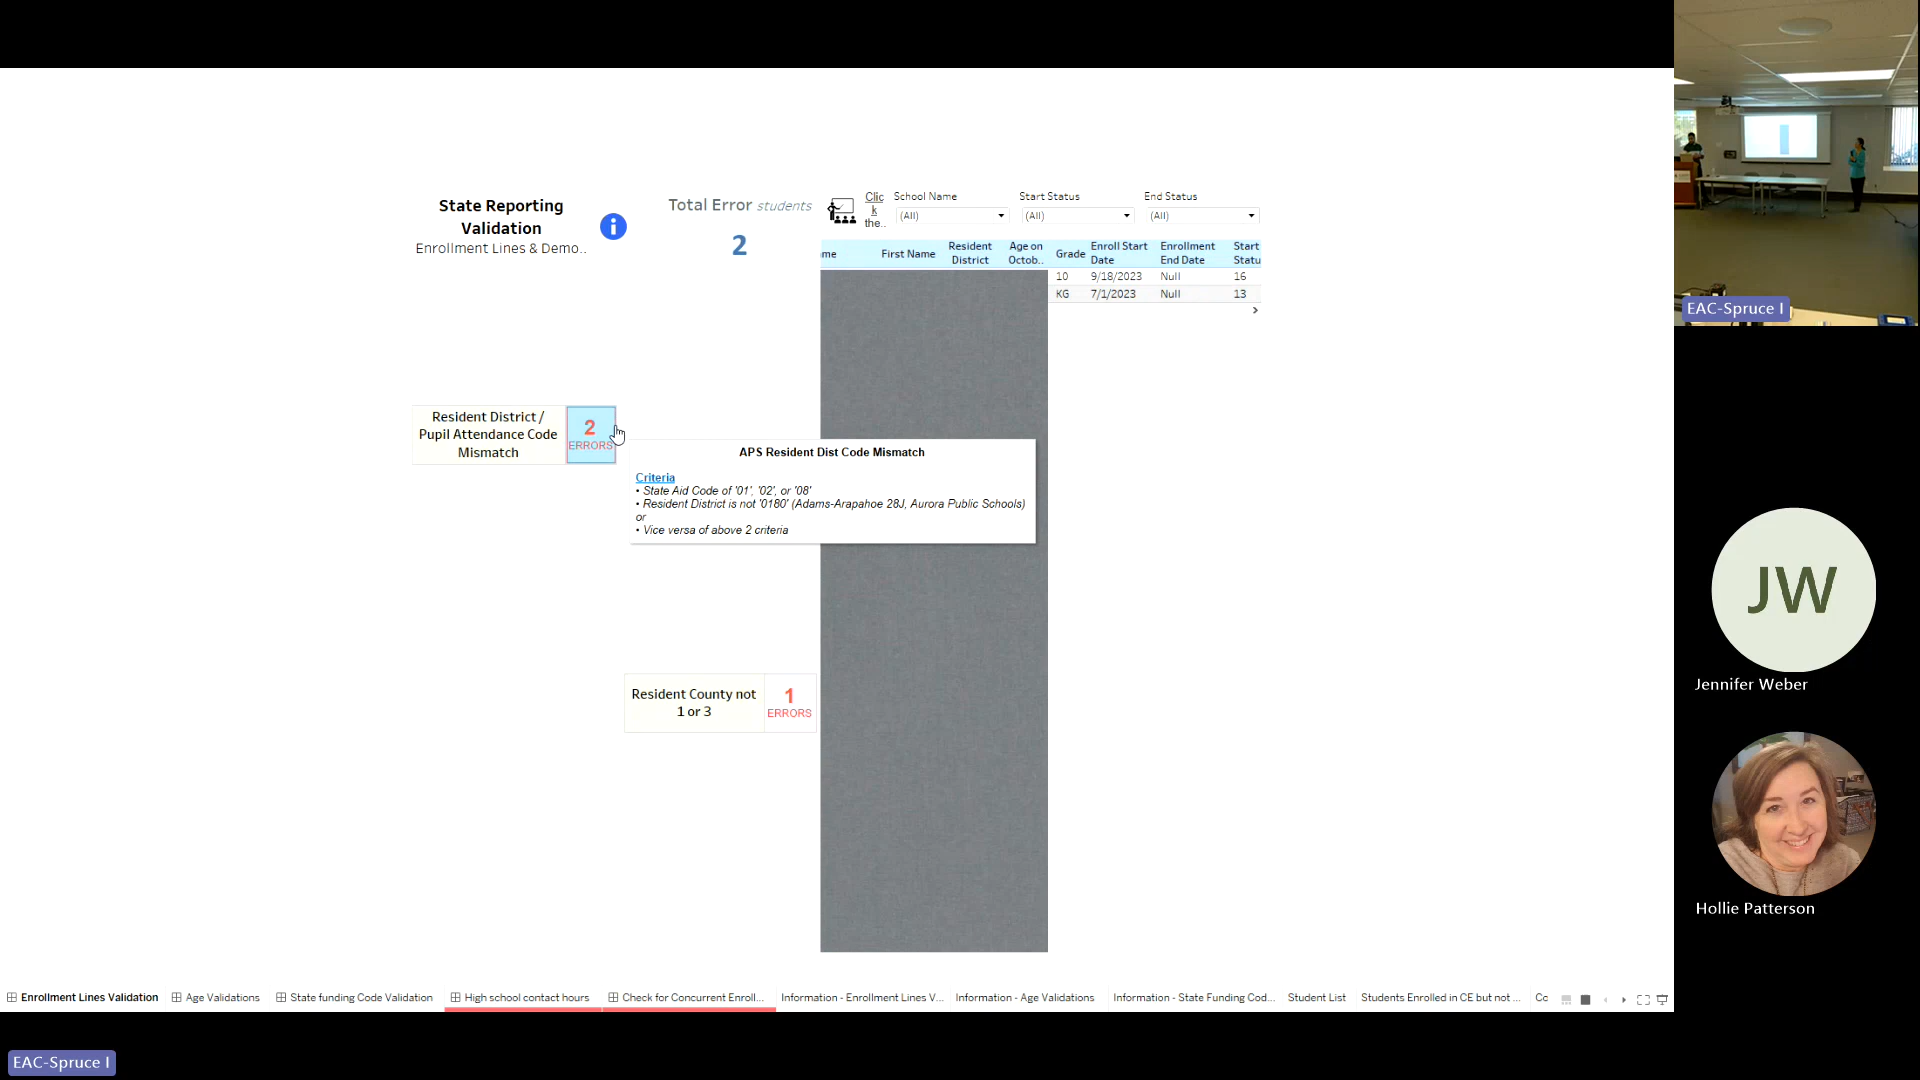 State Reporting
Validation
Enrollment Lines & Demo..
Total Error students
2
Clic
k
the..
School Name
(All)
Start Status
(All)
End Status
(All)
me
First Name
Resident
District
Age on
Octob..
Grade
Enroll Start
Date
Enrollment
End Date
Start
Statu
10 9/18/2023 Null 16
KG 7/1/2023 Null 13
Resident District /
Pupil Attendance Code
Mismatch
2
ERRORS
APS Resident Dist Code Mismatch
Criteria
• State Aid Code of '01', '02', or '08'
• Resident District is not '0180' (Adams-Arapahoe 28J, Aurora Public Schools)
or
• Vice versa of above 2 criteria
Resident County not
1 or 3
1
ERRORS
Enrollment Lines Validation
Age Validations
State funding Code Validation
High school contact hours
Check for Concurrent Enroll...
Information - Enrollment Lines V...
Information - Age Validations
Information - State Funding Cod...
Student List
Students Enrolled in CE but not ...
Cc
EAC-Spruce I
JW
Jennifer Weber
Hollie Patterson
EAC-Spruce I